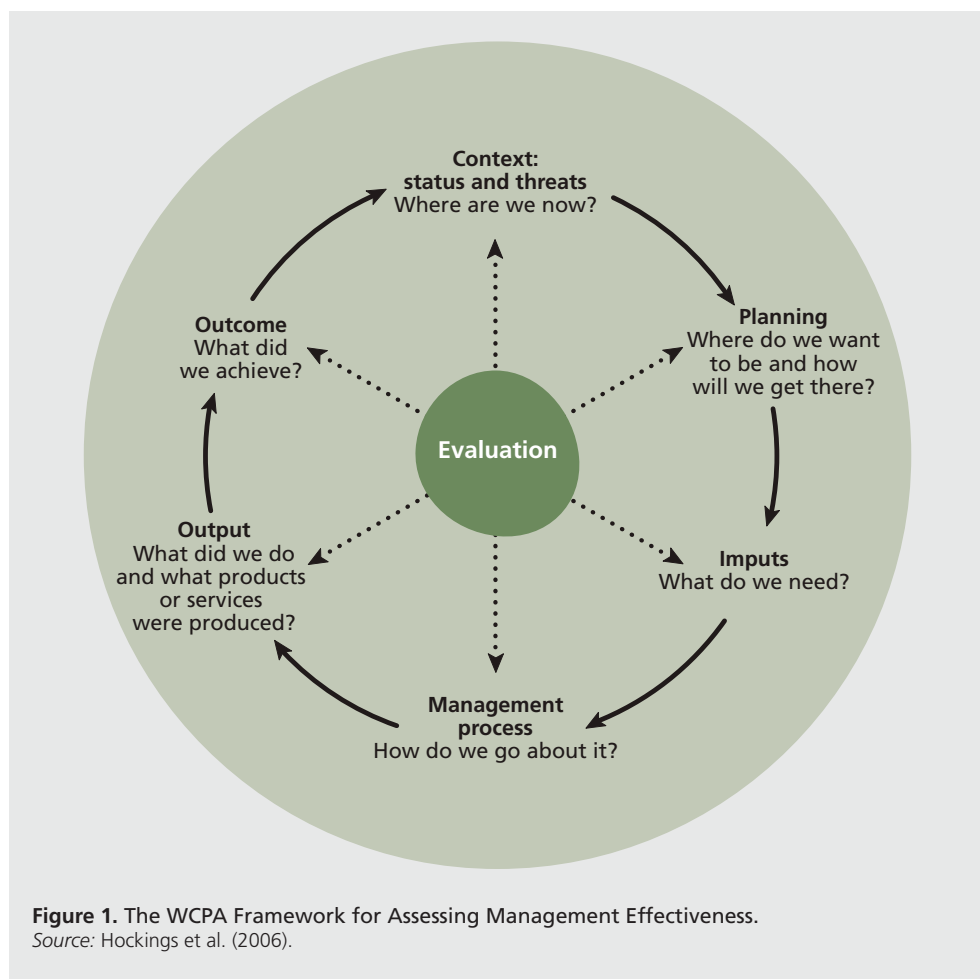 Context:
status and threats
Where are we now?
Planning
Where do we want
to be and how
will we get there?
Imputs
What do we need?
Management
process
How do we go about it?
Output
What did we do
and what products
or services
were produced?
Outcome
What did
we achieve?
Evaluation
Figure 1. The WCPA Framework for Assessing Management Effectiveness.
Source: Hockings et al. (2006).